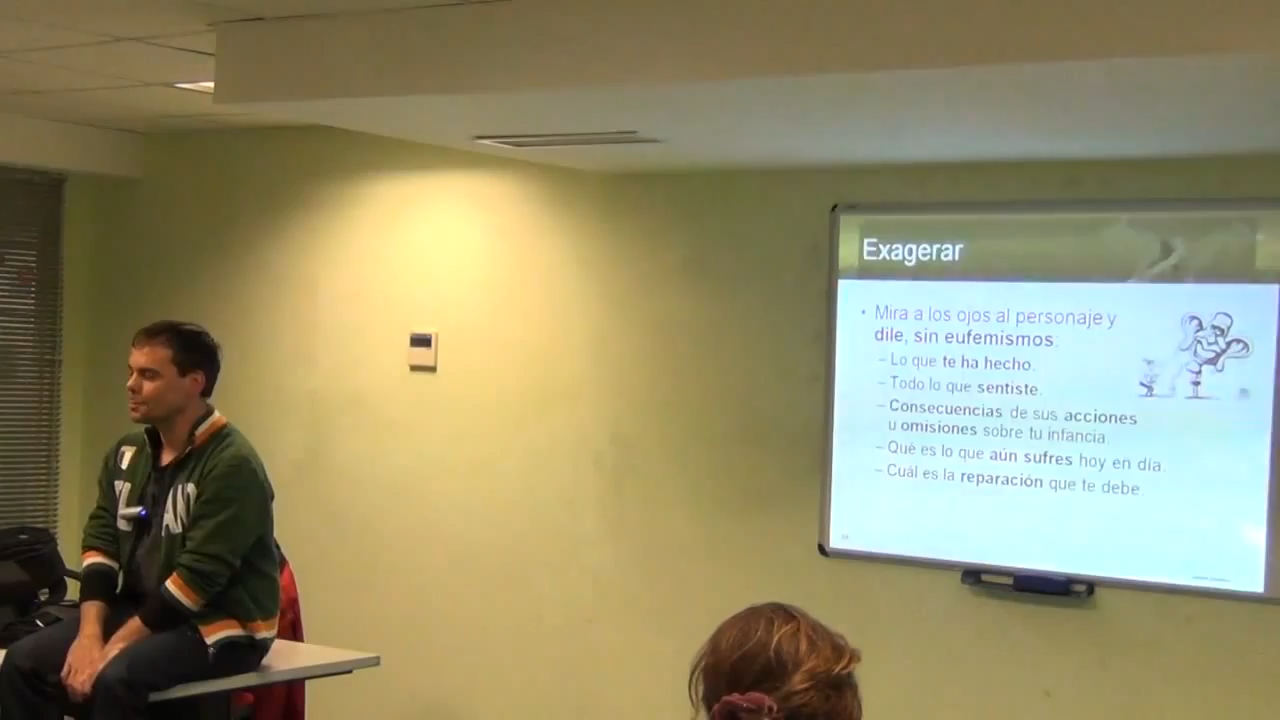 Exagerar
• Mira a los ojos al personaje y
dile, sin eufemismos:
– Lo que te ha hecho.
– Todo lo que sentiste.
– Consecuencias de sus acciones
u omisiones sobre tu infancia.
– Qué es lo que aún sufres hoy en día.
– Cuál es la reparación que te debe.